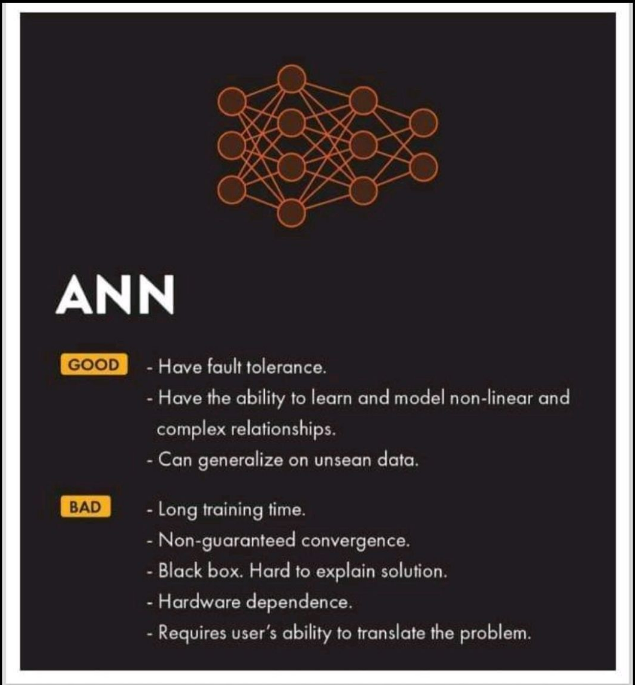 ANN
GOOD
- Have fault tolerance.
- Have the ability to learn and model non-linear and
complex relationships.
- Can generalize on unsean data.
BAD
- Long training time.
- Non-guaranteed convergence.
- Black box. Hard to explain solution.
- Hardware dependence.
- Requires user's ability to translate the problem.